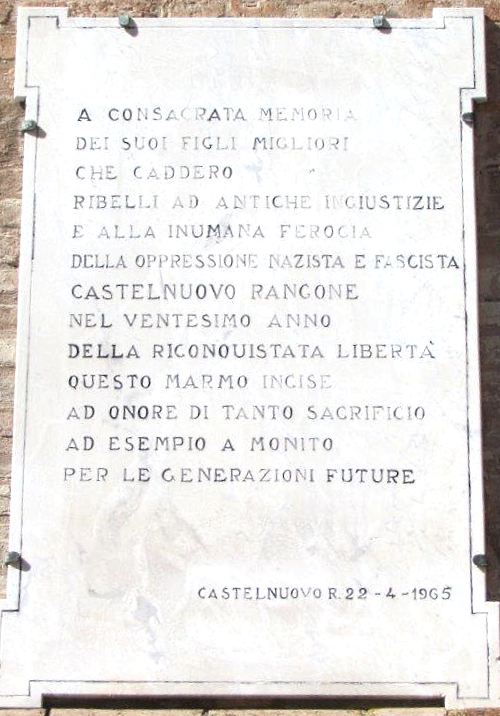 A CONSACRATA MEMORIA
DEI SUOI FIGLI MIGLIORI
CHE CADDERO
RIBELLI AD ANTICHE INGIUSTIZIE
E ALLA INUMANA FEROCIA
DELLA OPPRESSIONE NAZISTA E FASCISTA
CASTELNUOVO RANGONE
NEL VENTESIMO ANNO
DELLA RICONQUISTATA LIBERTÀ
QUESTO MARMO INCISE
AD ONORE DI TANTO SACRIFICIO
AD ESEMPIO A MONITO
PER LE GENERAZIONI FUTURE
CASTELNUOVO R. 22-4-1965